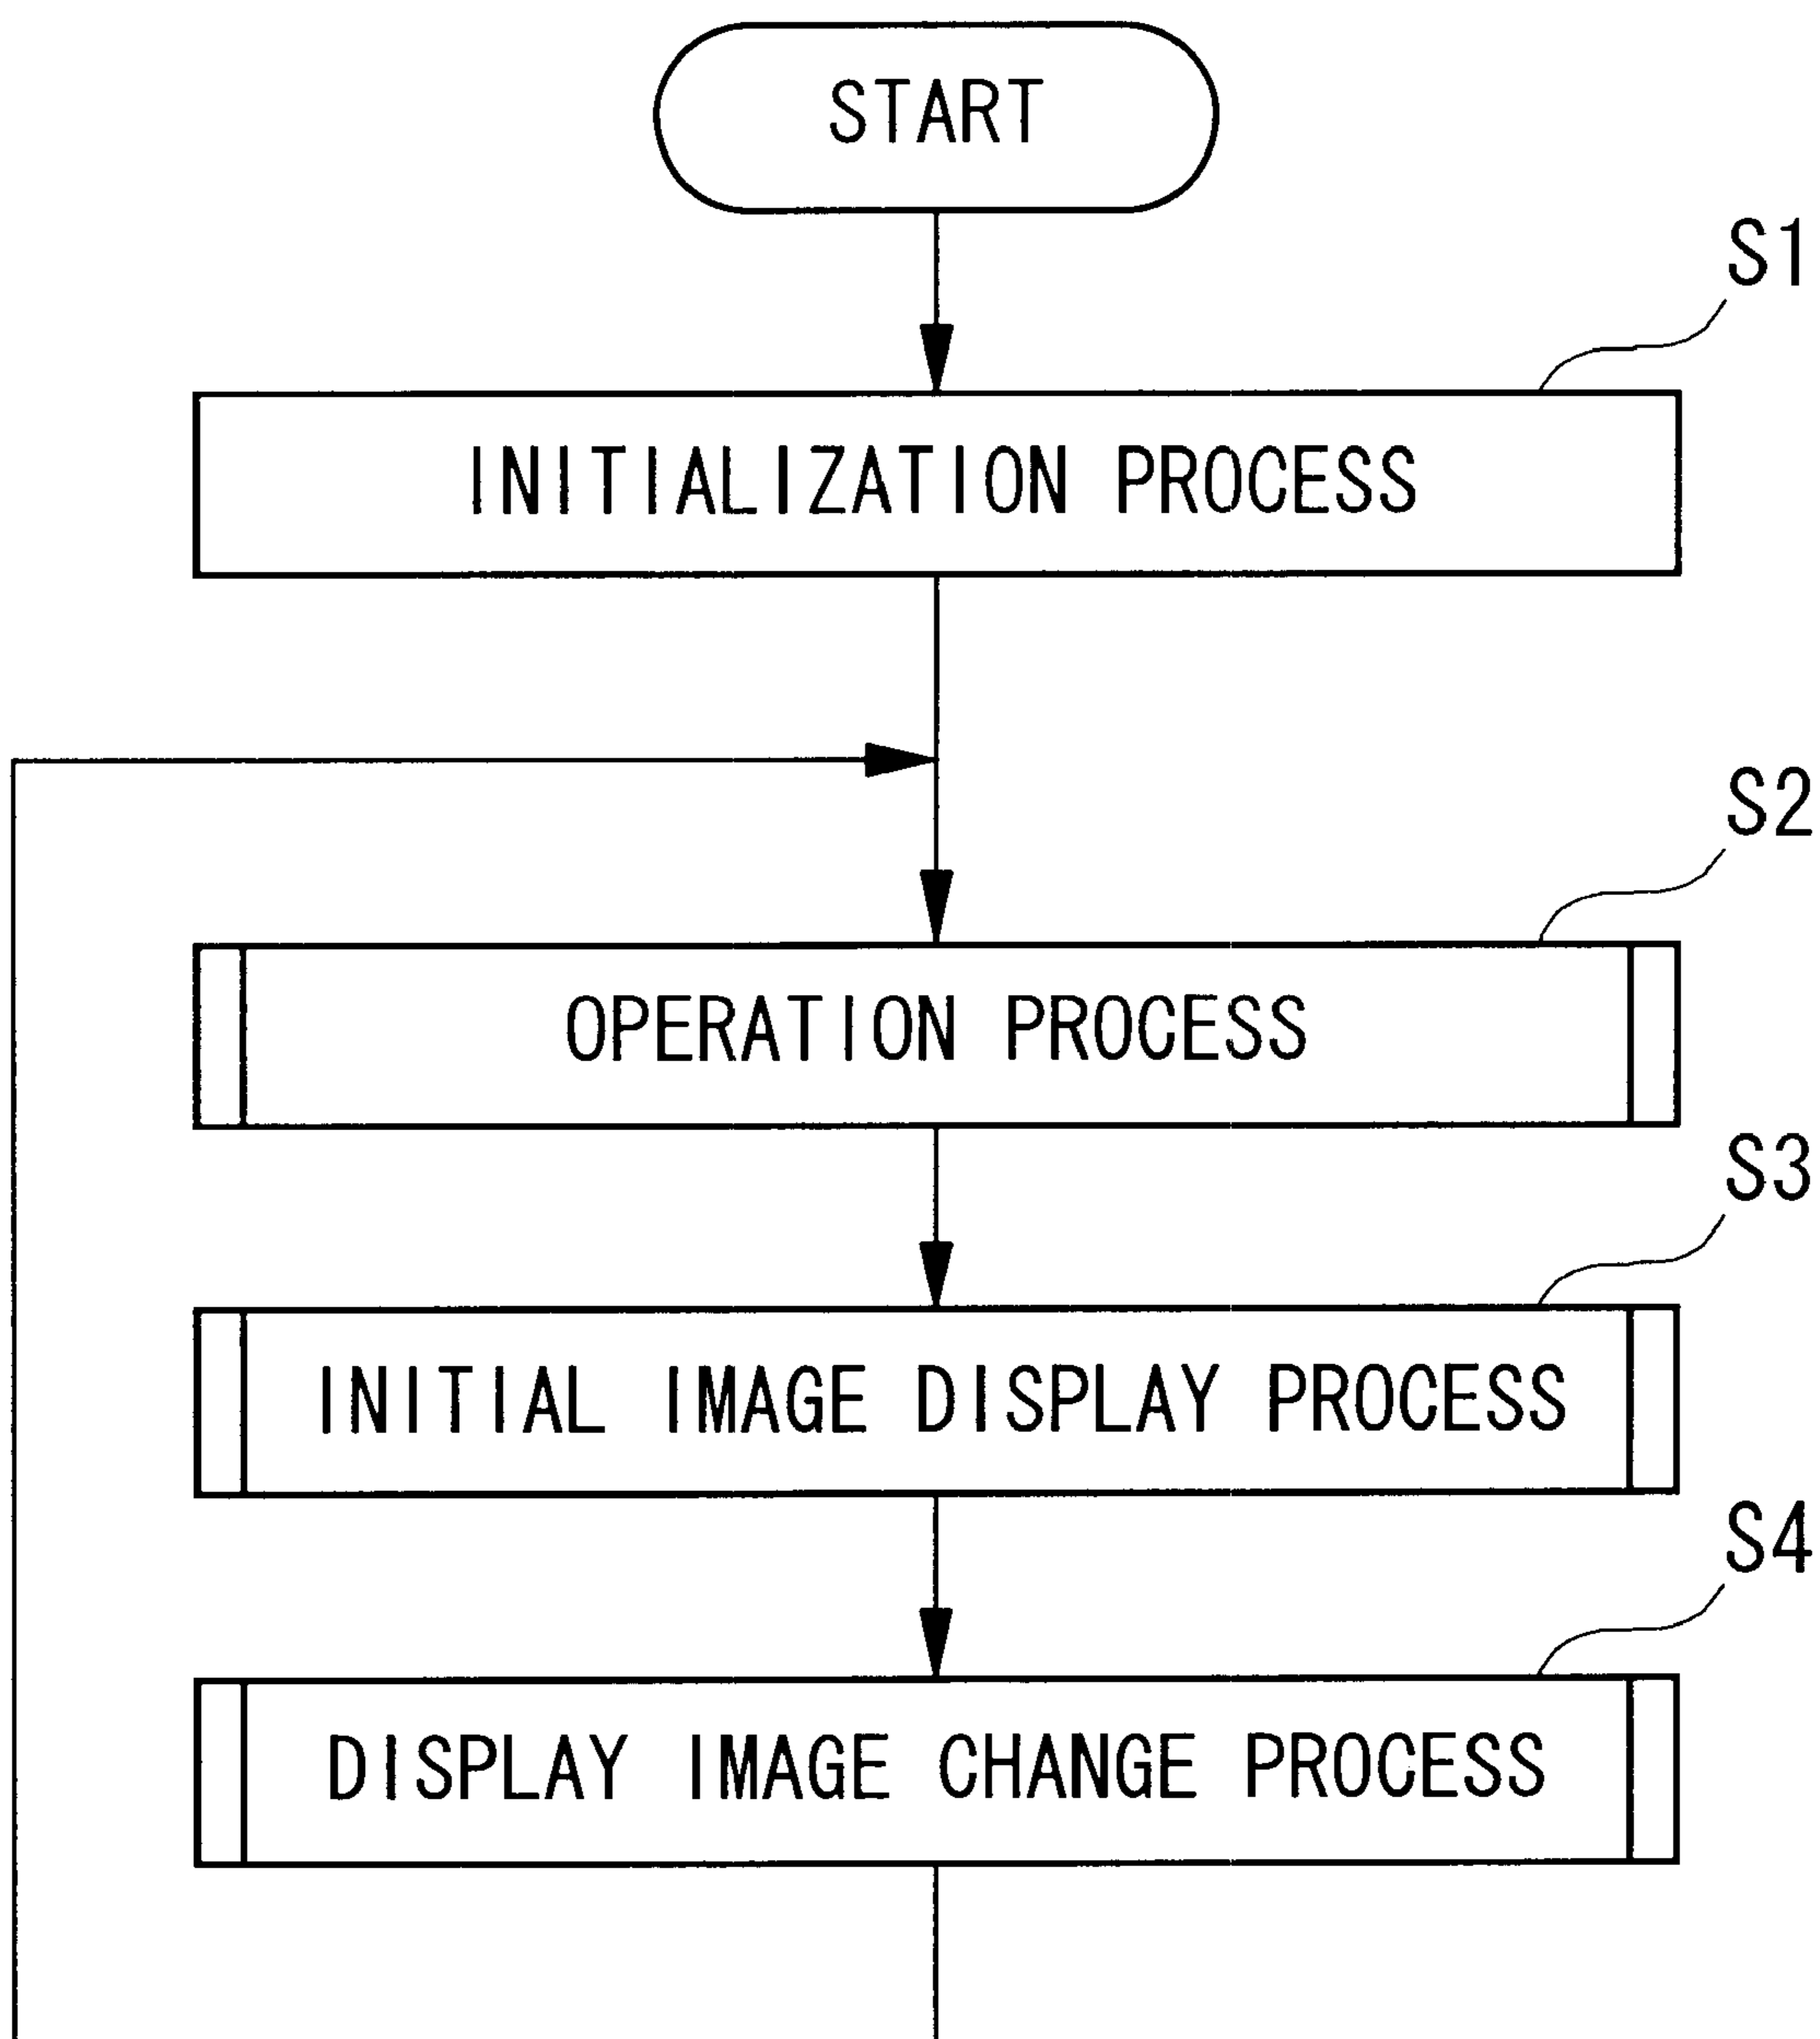 START
S1
INITIALIZATION PROCESS
S2
OPERATION PROCESS
S3
INITIAL IMAGE DISPLAY PROCESS
S4
DISPLAY IMAGE CHANGE PROCESS